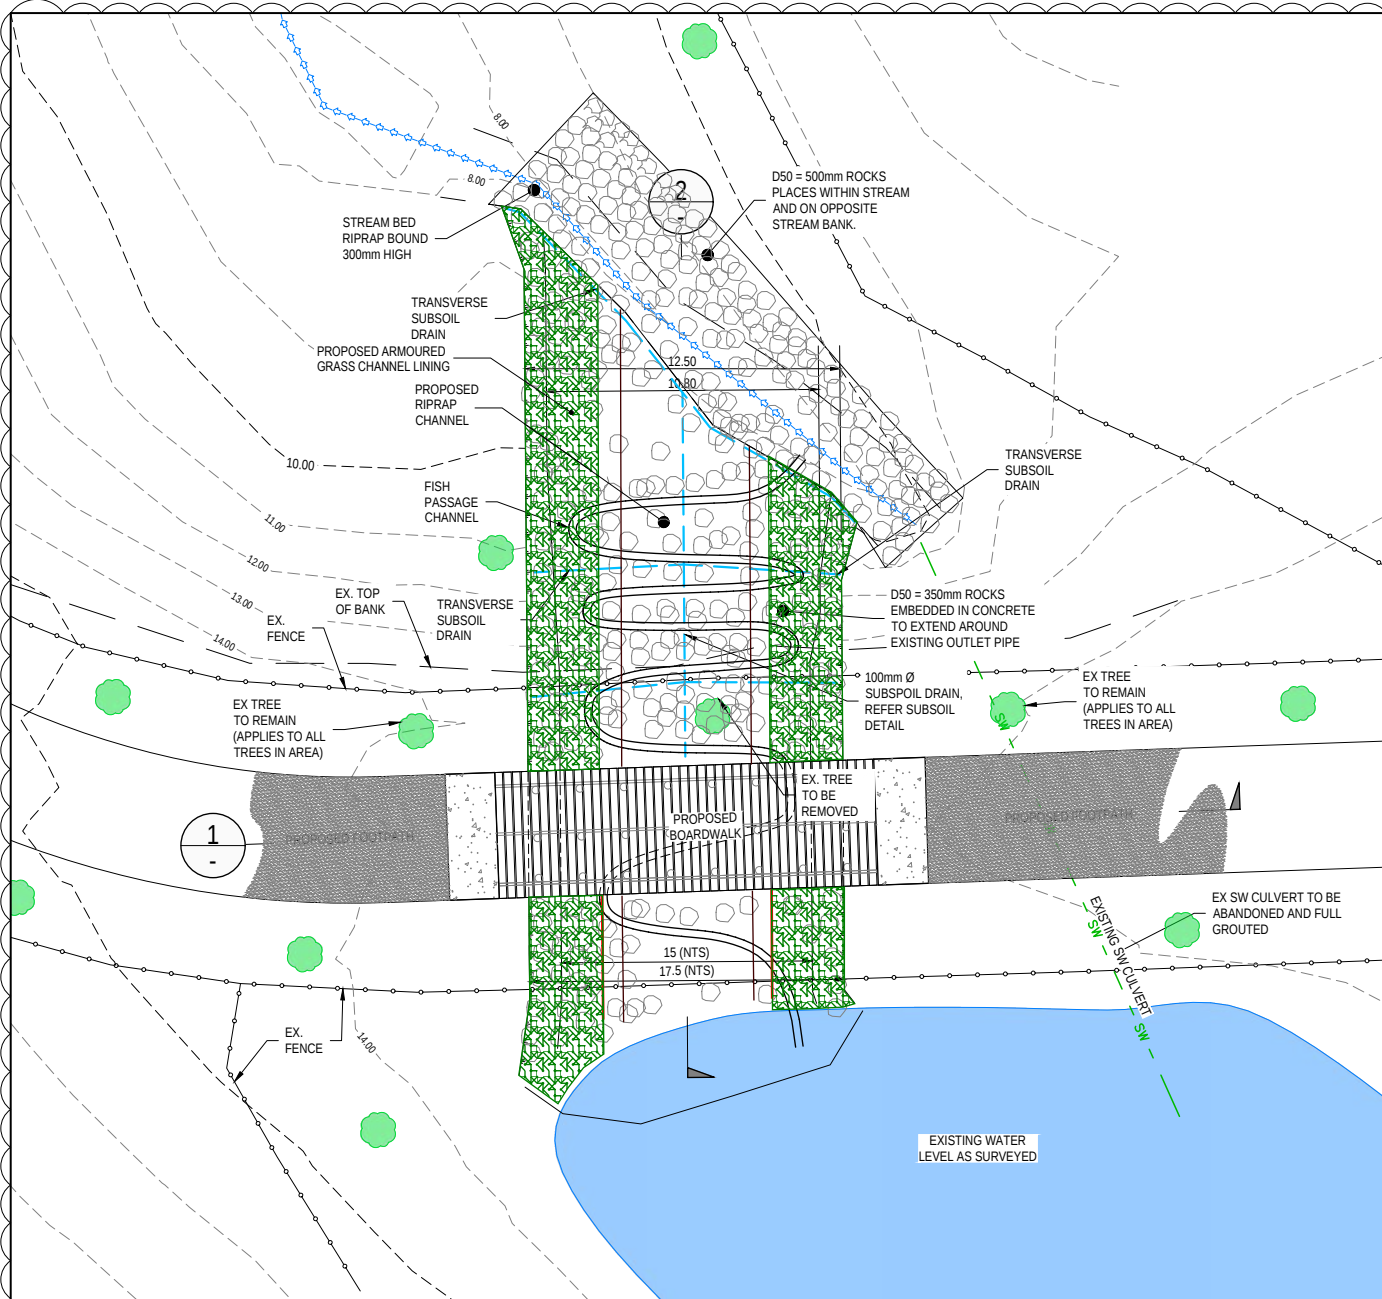 8.00
8.00
2
-
D50 = 500mm ROCKS
PLACES WITHIN STREAM
AND ON OPPOSITE
STREAM BANK.
STREAM BED
RIPRAP BOUND
300mm HIGH
TRANSVERSE
SUBSOIL
DRAIN
PROPOSED ARMOURED
GRASS CHANNEL LINING
12.50
10.80
PROPOSED
RIPRAP
CHANNEL
10.00
TRANSVERSE
SUBSOIL
DRAIN
FISH
PASSAGE
CHANNEL
11.00
12.00
13.00
14.00
EX. TOP
OF BANK
EX.
FENCE
TRANSVERSE
SUBSOIL
DRAIN
D50 = 350mm ROCKS
EMBEDDED IN CONCRETE
TO EXTEND AROUND
EXISTING OUTLET PIPE
100mm Ø
SUBSPOIL DRAIN,
REFER SUBSOIL
DETAIL
EX TREE
TO REMAIN
(APPLIES TO ALL
TREES IN AREA)
EX TREE
TO REMAIN
(APPLIES TO ALL
TREES IN AREA)
SW
EX. TREE
TO BE
REMOVED
PROPOSED
BOARDWALK
PROPOSED FOOTPATH
PROPOSED FOOTPATH
1
-
EX SW CULVERT TO BE
ABANDONED AND FULL
GROUTED
EXISTING SW CULVERT
SW
SW
15 (NTS)
17.5 (NTS)
EX.
FENCE
14.00
EXISTING WATER
LEVEL AS SURVEYED